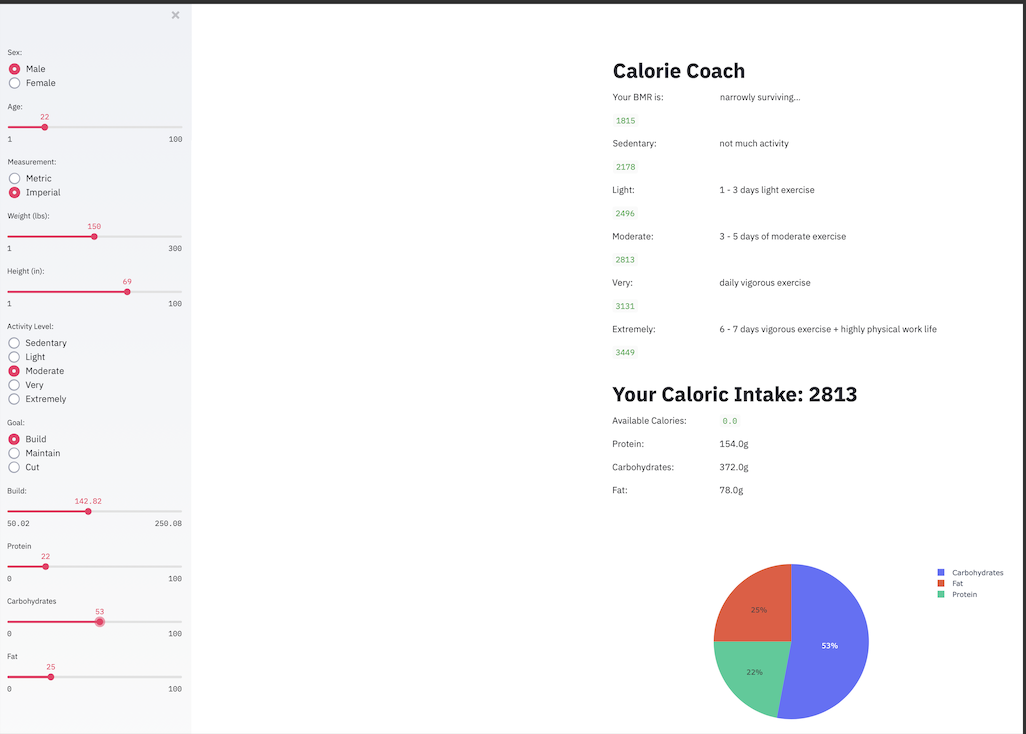 ×
Sex:
Male
Female
Age:
22
1 100
Measurement:
Metric
Imperial
Weight (lbs):
150
1 300
Height (in):
69
1 100
Activity Level:
Sedentary
Light
Moderate
Very
Extremely
Goal:
Build
Maintain
Cut
Build:
142.82
50.02 250.08
Protein
22
0 100
Carbohydrates
53
0 100
Fat
25
0 100
Calorie Coach
Your BMR is: narrowly surviving...
1815
Sedentary: not much activity
2178
Light: 1 - 3 days light exercise
2496
Moderate: 3 - 5 days of moderate exercise
2813
Very: daily vigorous exercise
3131
Extremely: 6 - 7 days vigorous exercise + highly physical work life
3449
Your Caloric Intake: 2813
Available Calories: 0.0
Protein: 154.0g
Carbohydrates: 372.0g
Fat: 78.0g
25%
53%
22%
Carbohydrates
Fat
Protein